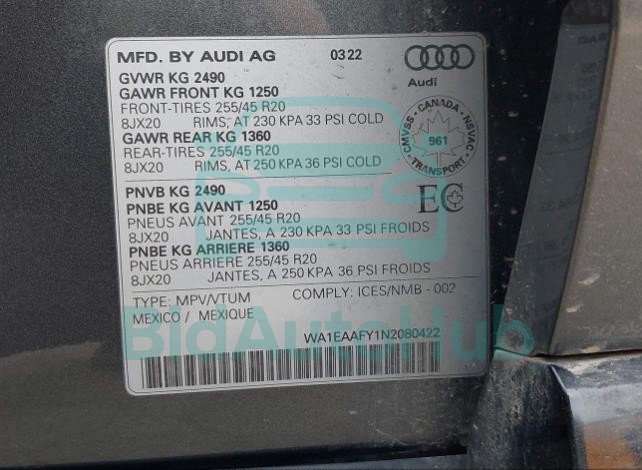 MFD. BY AUDI AG 03 22
Audi
GVWR KG 2490
GAWR FRONT KG 1250
FRONT-TIRES 255/45 R20
8JX20 RIMS, AT 230 KPA 33 PSI COLD
GAWR REAR KG 1360
REAR-TIRES 255/45 R20
8JX20 RIMS, AT 250 KPA 36 PSI COLD
CMVSS - CANADA - NSVAC
961
TRANSPORT
PNVB KG 2490
PNBE KG AVANT 1250
PNEUS AVANT 255/45 R20
8JX20 JANTES, A 230 KPA 33 PSI FROIDS
PNBE KG ARRIERE 1360
PNEUS ARRIERE 255/45 R20
8JX20 JANTES, A 250 KPA 36 PSI FROIDS
EC
TYPE: MPV/VTUM COMPLY: ICES/NMB - 002
MEXICO / MEXIQUE
BidAutoHub
WA1EAAFY1N2080422